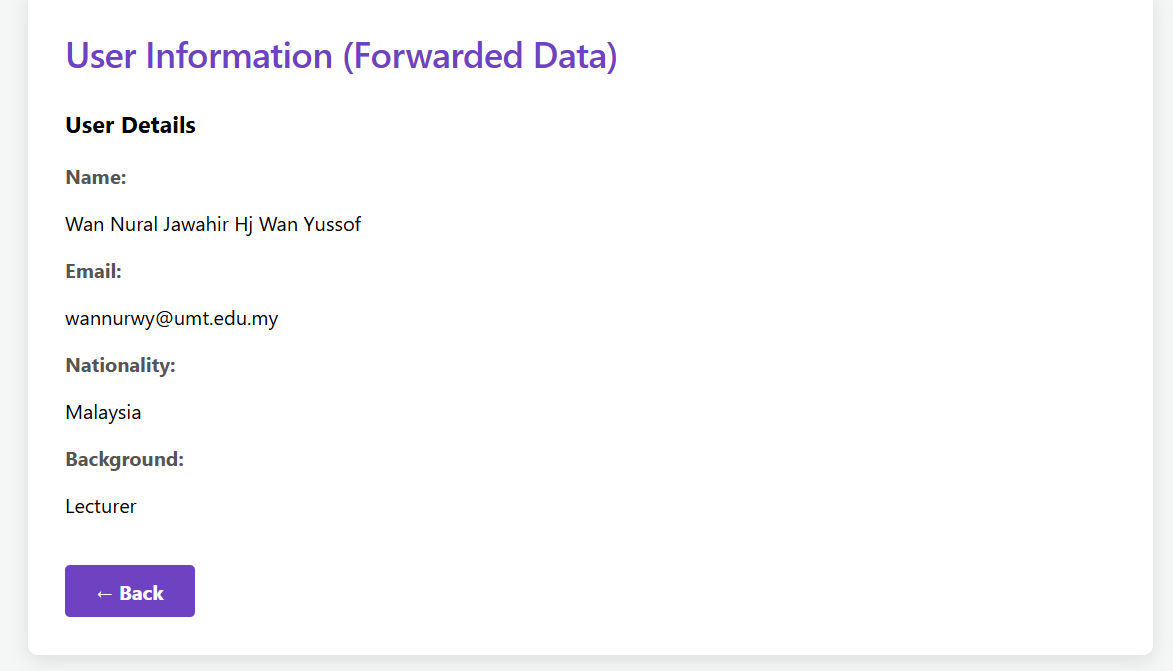 User Information (Forwarded Data)
User Details
Name:
Wan Nural Jawahir Hj Wan Yussof
Email:
wannurwy@umt.edu.my
Nationality:
Malaysia
Background:
Lecturer
← Back